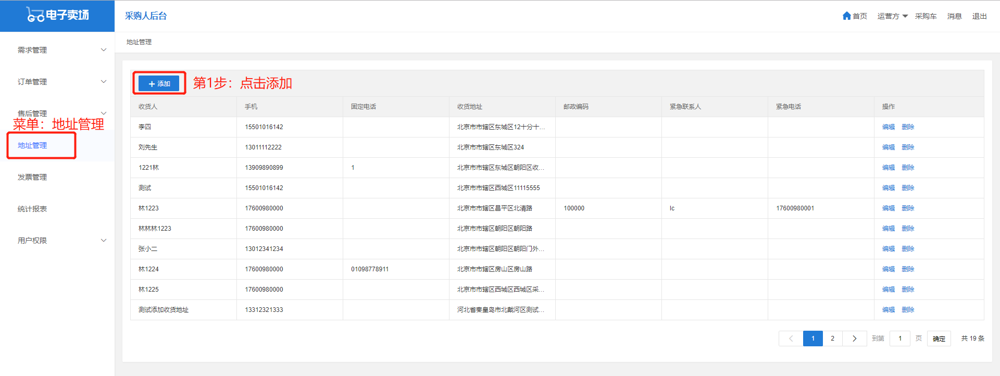 GC 电子卖场
采购人后台
首页 运营方 采购车 消息 退出
地址管理
需求管理
订单管理
售后管理
菜单：地址管理
地址管理
发票管理
统计报表
用户权限
+ 添加 第1步：点击添加
收货人 手机 固定电话 收货地址 邮政编码 紧急联系人 紧急电话 操作
李四 15501016142 北京市市辖区东城区12十分十... 编辑 删除
刘先生 13011112222 北京市市辖区东城区324 编辑 删除
1221林 13909890899 1 北京市市辖区东城区朝阳区收... 编辑 删除
测试 15501016142 北京市市辖区西城区11115555 编辑 删除
林1223 17600980000 北京市市辖区昌平区北清路 100000 lc 17600980001 编辑 删除
林林林1223 17600980000 北京市市辖区朝阳区朝阳路 编辑 删除
张小二 13012341234 北京市市辖区朝阳区朝阳门外... 编辑 删除
林1224 17600980000 01098778911 北京市市辖区房山区房山路 编辑 删除
林1225 17600980000 北京市市辖区西城区西城区采... 编辑 删除
测试添加收货地址 13312321333 河北省秦皇岛市北戴河区测试... 编辑 删除
1 2 到第 1 页 确定 共 19 条